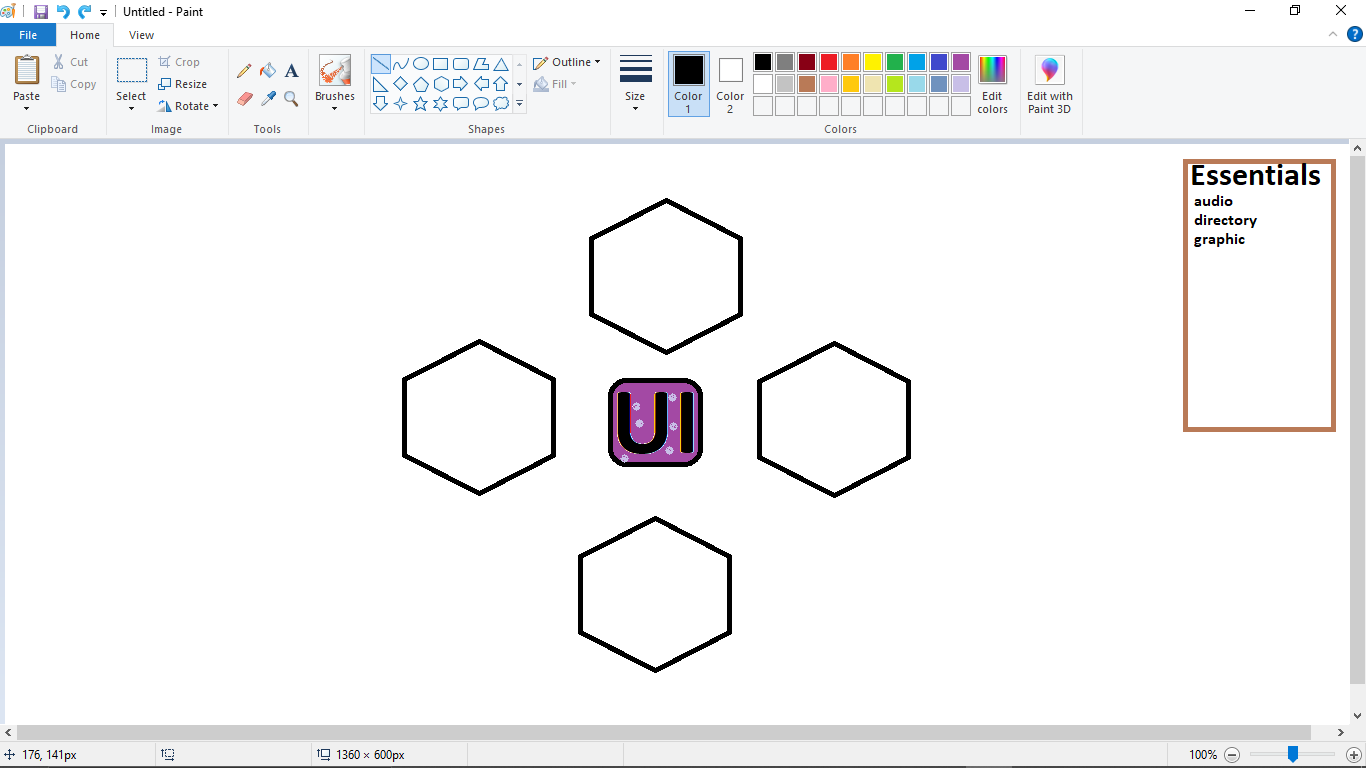 Untitled - Paint
File Home View
Paste
Cut
Copy
Clipboard
Select
Crop
Resize
Rotate
Image
A
Tools
Brushes
Shapes
Outline
Fill
Size
Color
1
Color
2
Colors
Edit
colors
Edit with
Paint 3D
?
Essentials
audio
directory
graphic
UI
176, 141px
1360 × 600px
100%